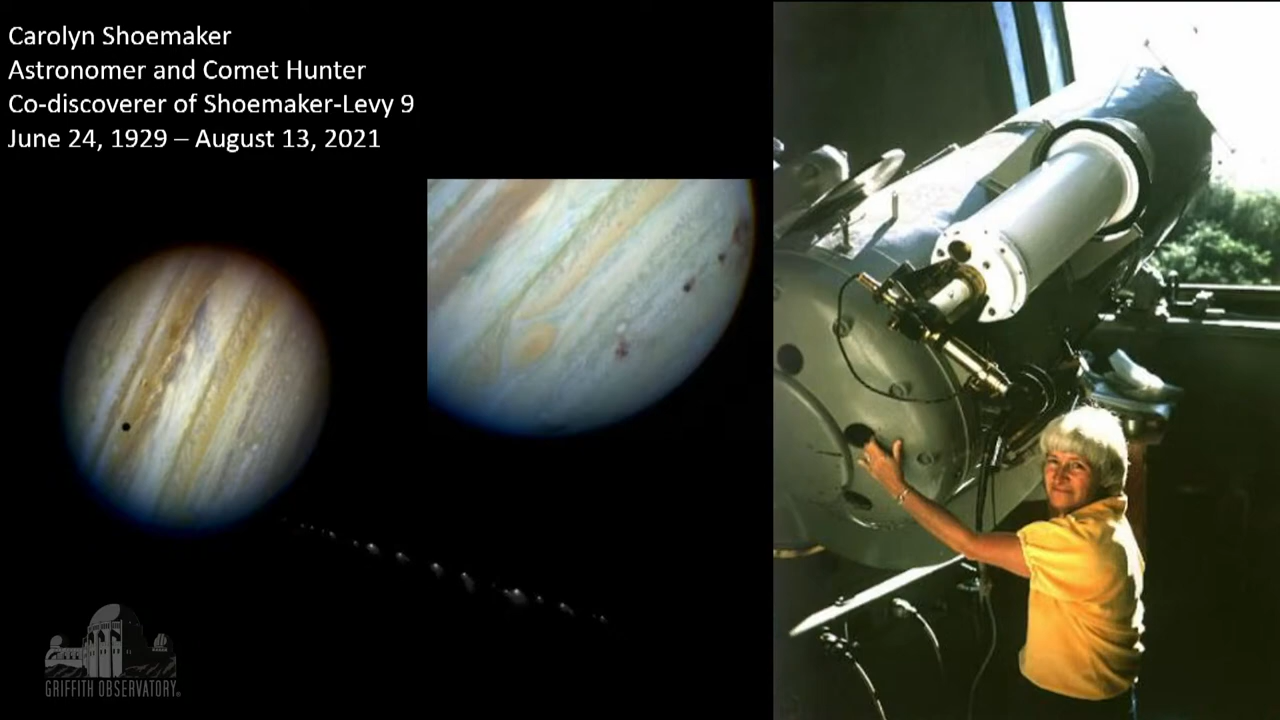 Carolyn Shoemaker
Astronomer and Comet Hunter
Co-discoverer of Shoemaker-Levy 9
June 24, 1929 – August 13, 2021
GRIFFITH OBSERVATORY®